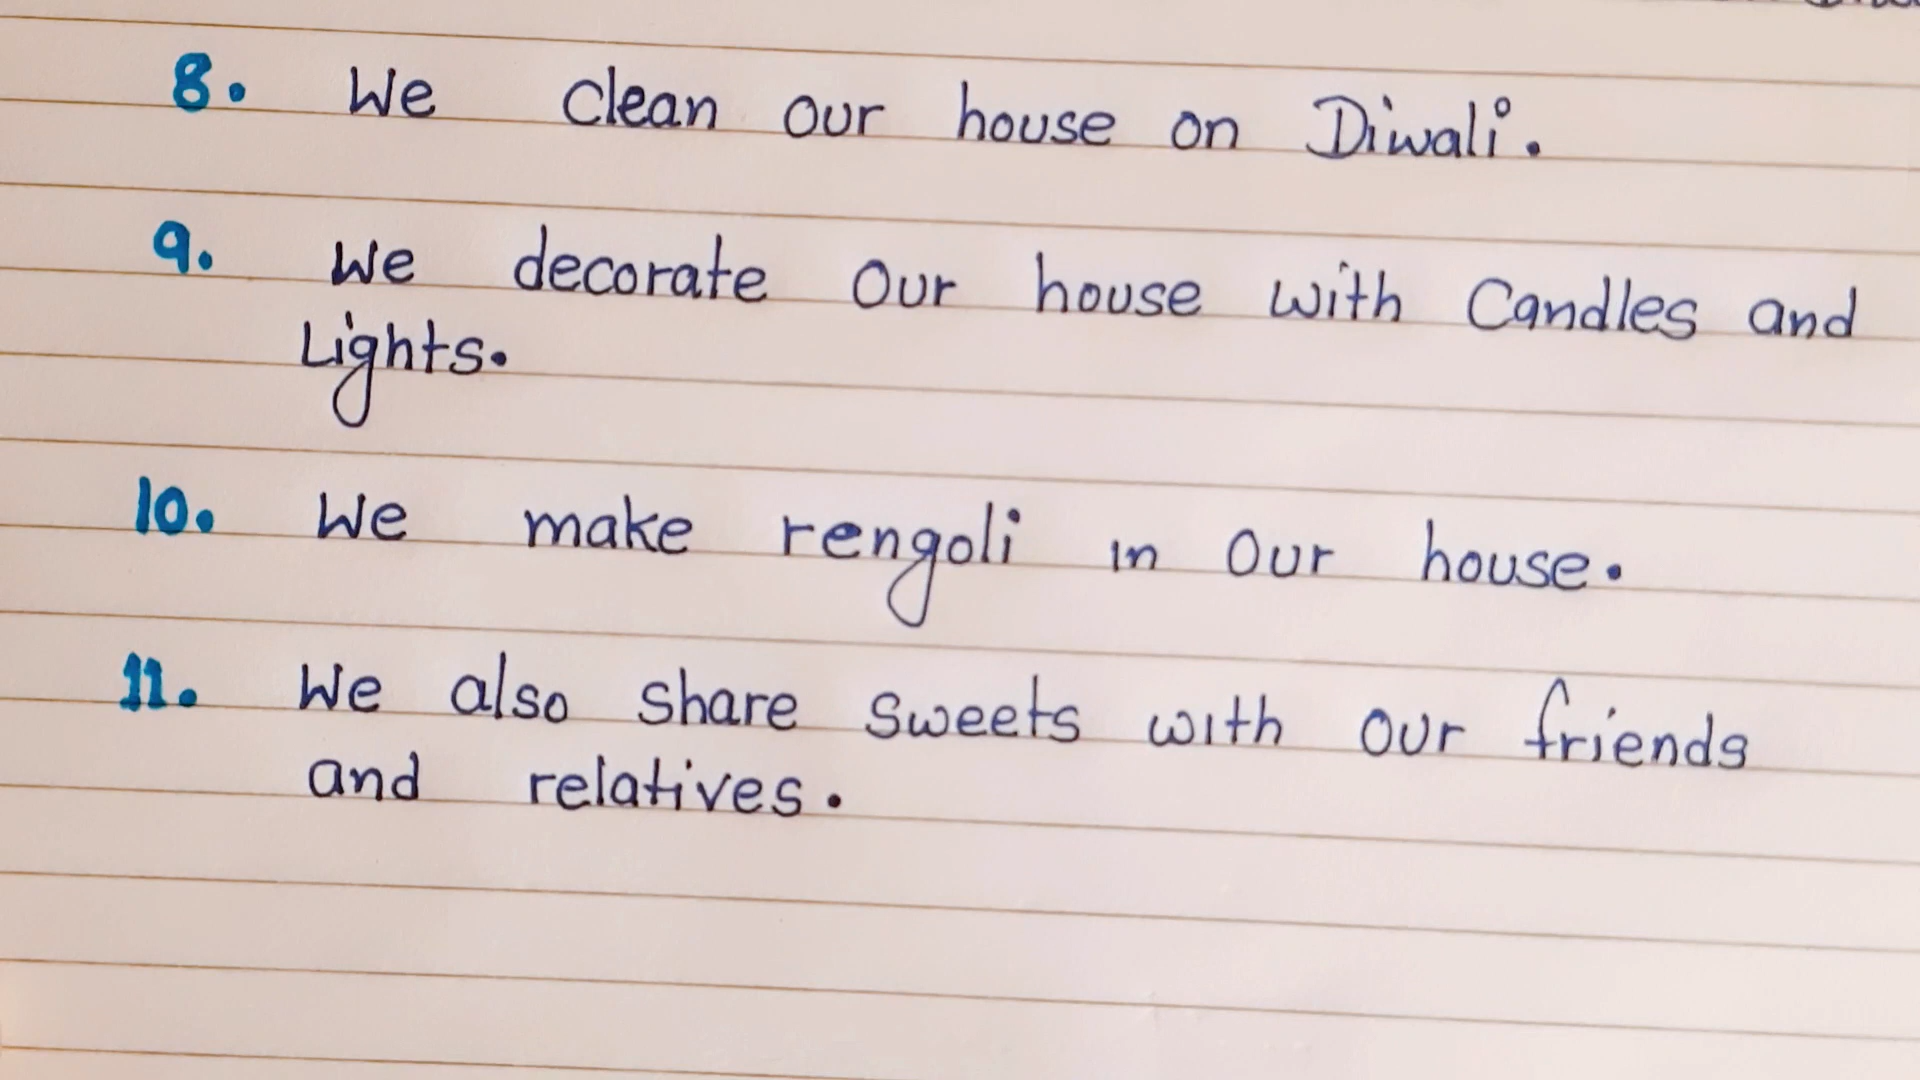 8. We clean our house on Diwali.
9. We decorate Our house with Candles and
Lights.
10. We make rengoli in Our house.
11. We also share sweets with our friends
and relatives.